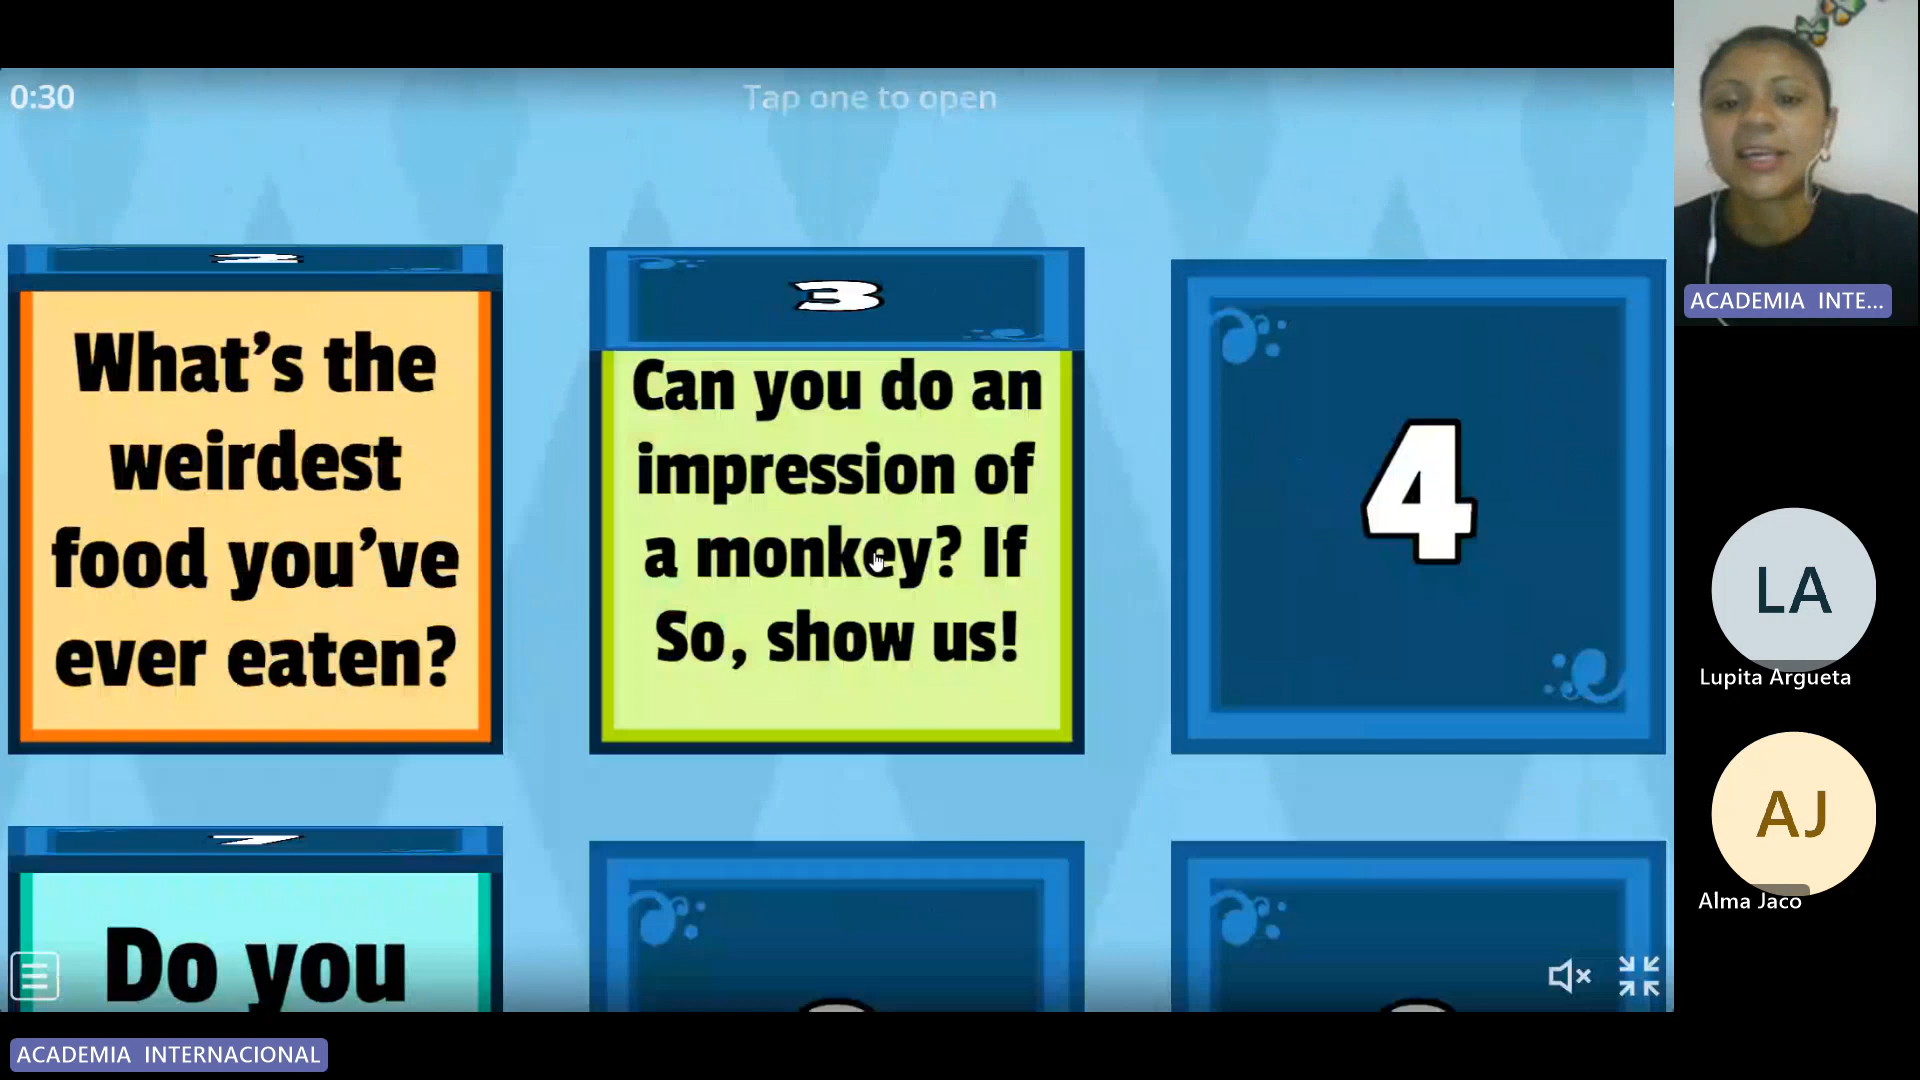 0:30
Tap one to open
What's the
weirdest
food you've
ever eaten?
3
Can you do an
impression of
a monkey? If
So, show us!
4
7
Do you
ACADEMIA INTE...
LA
Lupita Argueta
AJ
Alma Jaco
ACADEMIA INTERNACIONAL